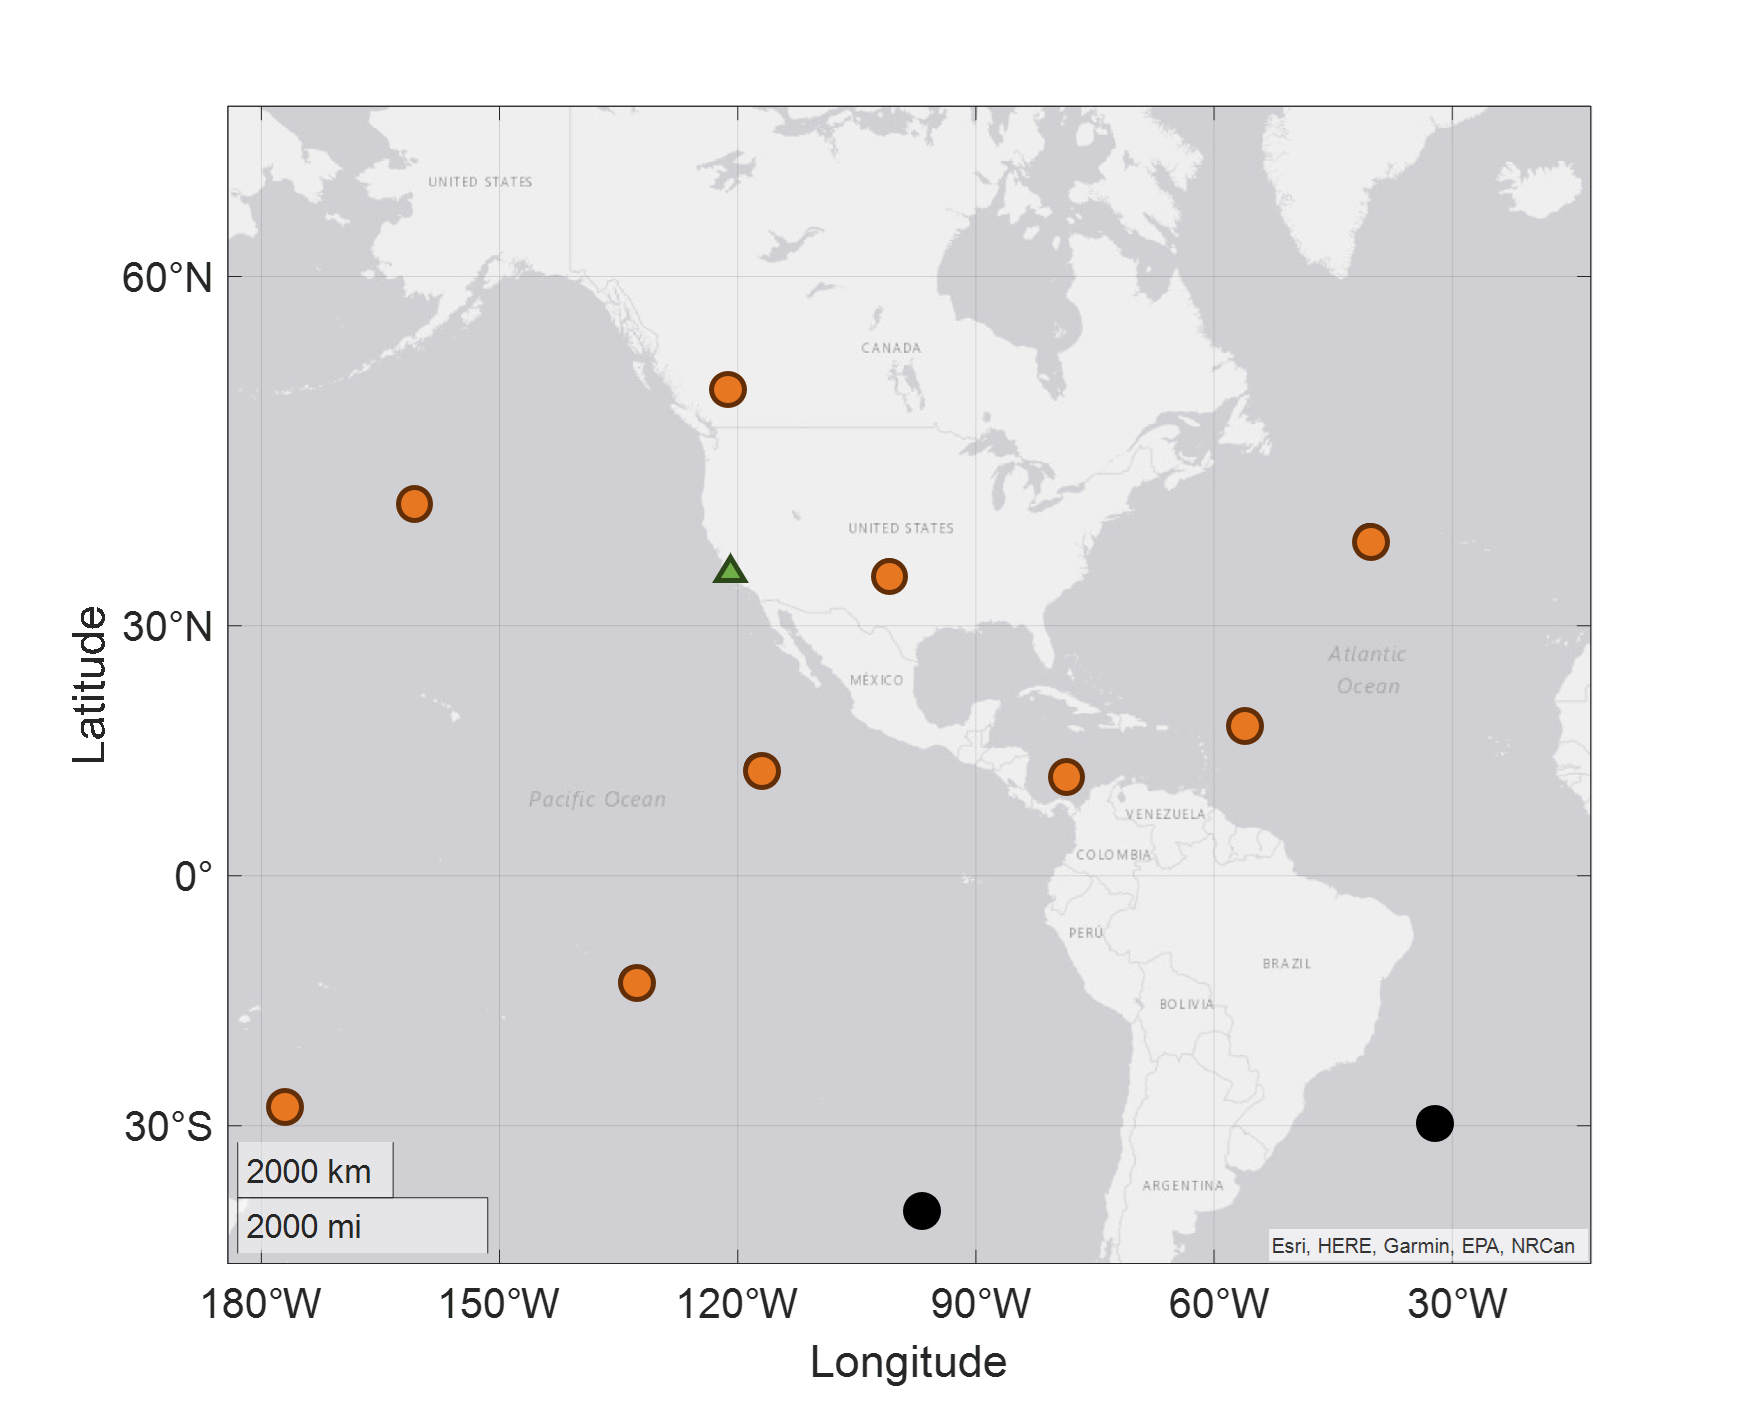 UNITED STATES
60°N
CANADA
UNITED STATES
30°N
Atlantic
Ocean
MÉXICO
Pacific Ocean
VENEZUELA
COLOMBIA
0°
PERÚ
BRAZIL
BOLIVIA
30°S
2000 km
ARGENTINA
2000 mi
Esri, HERE, Garmin, EPA, NRCan
Latitude
180°W 150°W 120°W 90°W 60°W 30°W
Longitude